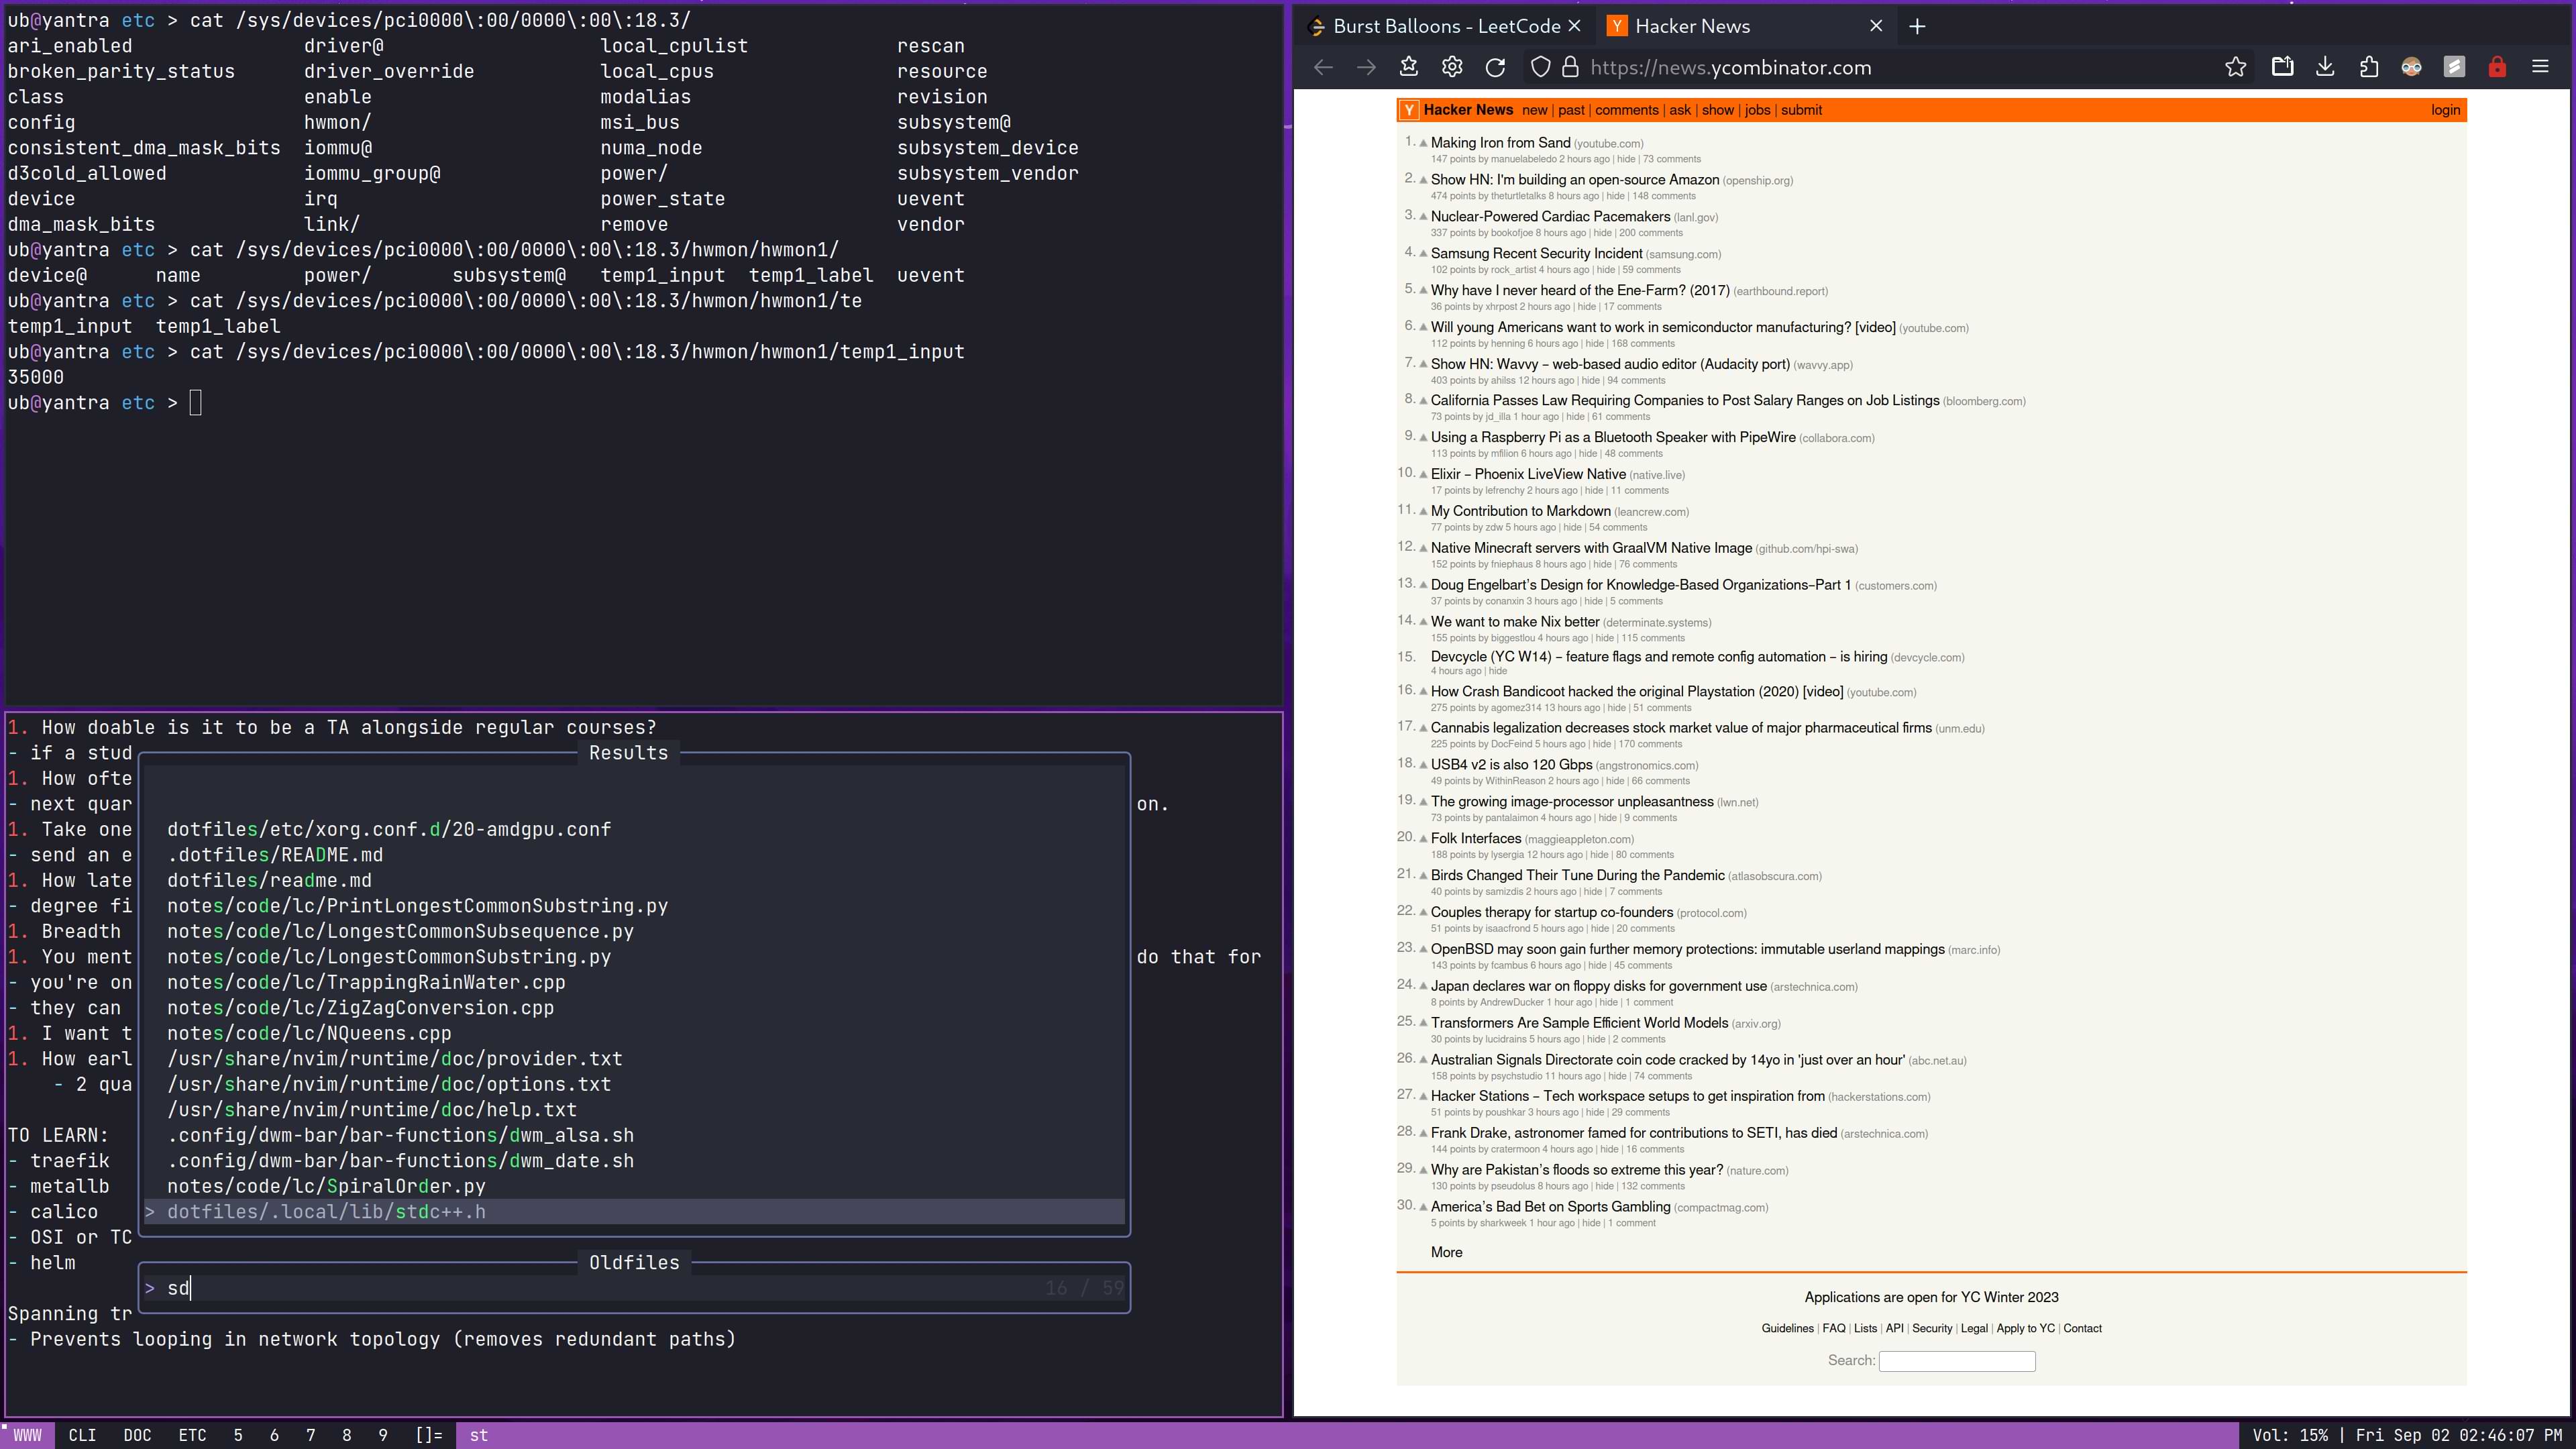 ub@yantra etc > cat /sys/devices/pci0000\:00/0000\:00\:18.3/
ari_enabled driver@ local_cpulist rescan
broken_parity_status driver_override local_cpus resource
class enable modalias revision
config hwmon/ msi_bus subsystem@
consistent_dma_mask_bits iommu@ numa_node subsystem_device
d3cold_allowed iommu_group@ power/ subsystem_vendor
device irq power_state uevent
dma_mask_bits link/ remove vendor
ub@yantra etc > cat /sys/devices/pci0000\:00/0000\:00\:18.3/hwmon/hwmon1/
device@ name power/ subsystem@ temp1_input temp1_label uevent
ub@yantra etc > cat /sys/devices/pci0000\:00/0000\:00\:18.3/hwmon/hwmon1/te
temp1_input temp1_label
ub@yantra etc > cat /sys/devices/pci0000\:00/0000\:00\:18.3/hwmon/hwmon1/temp1_input
35000
ub@yantra etc >
1. How doable is it to be a TA alongside regular courses?
- if a stud
1. How ofte
- next quar on.
1. Take one
- send an e
1. How late
- degree fi
1. Breadth
1. You ment do that for
- you're on
- they can
1. I want t
1. How earl
- 2 qua
TO LEARN:
- traefik
- metallb
- calico
- OSI or TC
- helm
Spanning tr
- Prevents looping in network topology (removes redundant paths)
Results
dotfiles/etc/xorg.conf.d/20-amdgpu.conf
.dotfiles/README.md
dotfiles/readme.md
notes/code/lc/PrintLongestCommonSubstring.py
notes/code/lc/LongestCommonSubsequence.py
notes/code/lc/LongestCommonSubstring.py
notes/code/lc/TrappingRainWater.cpp
notes/code/lc/ZigZagConversion.cpp
notes/code/lc/NQueens.cpp
/usr/share/nvim/runtime/doc/provider.txt
/usr/share/nvim/runtime/doc/options.txt
/usr/share/nvim/runtime/doc/help.txt
.config/dwm-bar/bar-functions/dwm_alsa.sh
.config/dwm-bar/bar-functions/dwm_date.sh
notes/code/lc/SpiralOrder.py
> dotfiles/.local/lib/stdc++.h
Oldfiles
> sd 16 / 59
Burst Balloons - LeetCode Hacker News
https://news.ycombinator.com
Y Hacker News new | past | comments | ask | show | jobs | submit login
1. Making Iron from Sand (youtube.com)
147 points by manuelabeledo 2 hours ago | hide | 73 comments
2. Show HN: I'm building an open-source Amazon (openship.org)
474 points by theturtletalks 8 hours ago | hide | 148 comments
3. Nuclear-Powered Cardiac Pacemakers (lanl.gov)
337 points by bookofjoe 8 hours ago | hide | 200 comments
4. Samsung Recent Security Incident (samsung.com)
102 points by rock_artist 4 hours ago | hide | 59 comments
5. Why have I never heard of the Ene-Farm? (2017) (earthbound.report)
36 points by xhrpost 2 hours ago | hide | 17 comments
6. Will young Americans want to work in semiconductor manufacturing? [video] (youtube.com)
112 points by henning 6 hours ago | hide | 168 comments
7. Show HN: Wavvy – web-based audio editor (Audacity port) (wavvy.app)
403 points by ahilss 12 hours ago | hide | 94 comments
8. California Passes Law Requiring Companies to Post Salary Ranges on Job Listings (bloomberg.com)
73 points by jd_illa 1 hour ago | hide | 61 comments
9. Using a Raspberry Pi as a Bluetooth Speaker with PipeWire (collabora.com)
113 points by mfilion 6 hours ago | hide | 48 comments
10. Elixir – Phoenix LiveView Native (native.live)
17 points by lefrenchy 2 hours ago | hide | 11 comments
11. My Contribution to Markdown (leancrew.com)
77 points by zdw 5 hours ago | hide | 54 comments
12. Native Minecraft servers with GraalVM Native Image (github.com/hpi-swa)
152 points by fniephaus 8 hours ago | hide | 76 comments
13. Doug Engelbart's Design for Knowledge-Based Organizations–Part 1 (customers.com)
37 points by conanxin 3 hours ago | hide | 5 comments
14. We want to make Nix better (determinate.systems)
155 points by biggestlou 4 hours ago | hide | 115 comments
15. Devcycle (YC W14) – feature flags and remote config automation – is hiring (devcycle.com)
4 hours ago | hide
16. How Crash Bandicoot hacked the original Playstation (2020) [video] (youtube.com)
275 points by agomez314 13 hours ago | hide | 51 comments
17. Cannabis legalization decreases stock market value of major pharmaceutical firms (unm.edu)
225 points by DocFeind 5 hours ago | hide | 170 comments
18. USB4 v2 is also 120 Gbps (angstronomics.com)
49 points by WithinReason 2 hours ago | hide | 66 comments
19. The growing image-processor unpleasantness (lwn.net)
73 points by pantalaimon 4 hours ago | hide | 9 comments
20. Folk Interfaces (maggieappleton.com)
188 points by lysergia 12 hours ago | hide | 80 comments
21. Birds Changed Their Tune During the Pandemic (atlasobscura.com)
40 points by samizdis 2 hours ago | hide | 7 comments
22. Couples therapy for startup co-founders (protocol.com)
51 points by isaacfrond 5 hours ago | hide | 20 comments
23. OpenBSD may soon gain further memory protections: immutable userland mappings (marc.info)
143 points by fcambus 6 hours ago | hide | 45 comments
24. Japan declares war on floppy disks for government use (arstechnica.com)
8 points by AndrewDucker 1 hour ago | hide | 1 comment
25. Transformers Are Sample Efficient World Models (arxiv.org)
30 points by lucidrains 5 hours ago | hide | 2 comments
26. Australian Signals Directorate coin code cracked by 14yo in 'just over an hour' (abc.net.au)
158 points by psychstudio 11 hours ago | hide | 74 comments
27. Hacker Stations – Tech workspace setups to get inspiration from (hackerstations.com)
51 points by poushkar 3 hours ago | hide | 29 comments
28. Frank Drake, astronomer famed for contributions to SETI, has died (arstechnica.com)
144 points by cratermoon 4 hours ago | hide | 16 comments
29. Why are Pakistan's floods so extreme this year? (nature.com)
130 points by pseudolus 8 hours ago | hide | 132 comments
30. America's Bad Bet on Sports Gambling (compactmag.com)
5 points by sharkweek 1 hour ago | hide | 1 comment
More
Applications are open for YC Winter 2023
Guidelines | FAQ | Lists | API | Security | Legal | Apply to YC | Contact
Search:
WWW CLI DOC ETC 5 6 7 8 9 []= st Vol: 15% | Fri Sep 02 02:46:07 PM